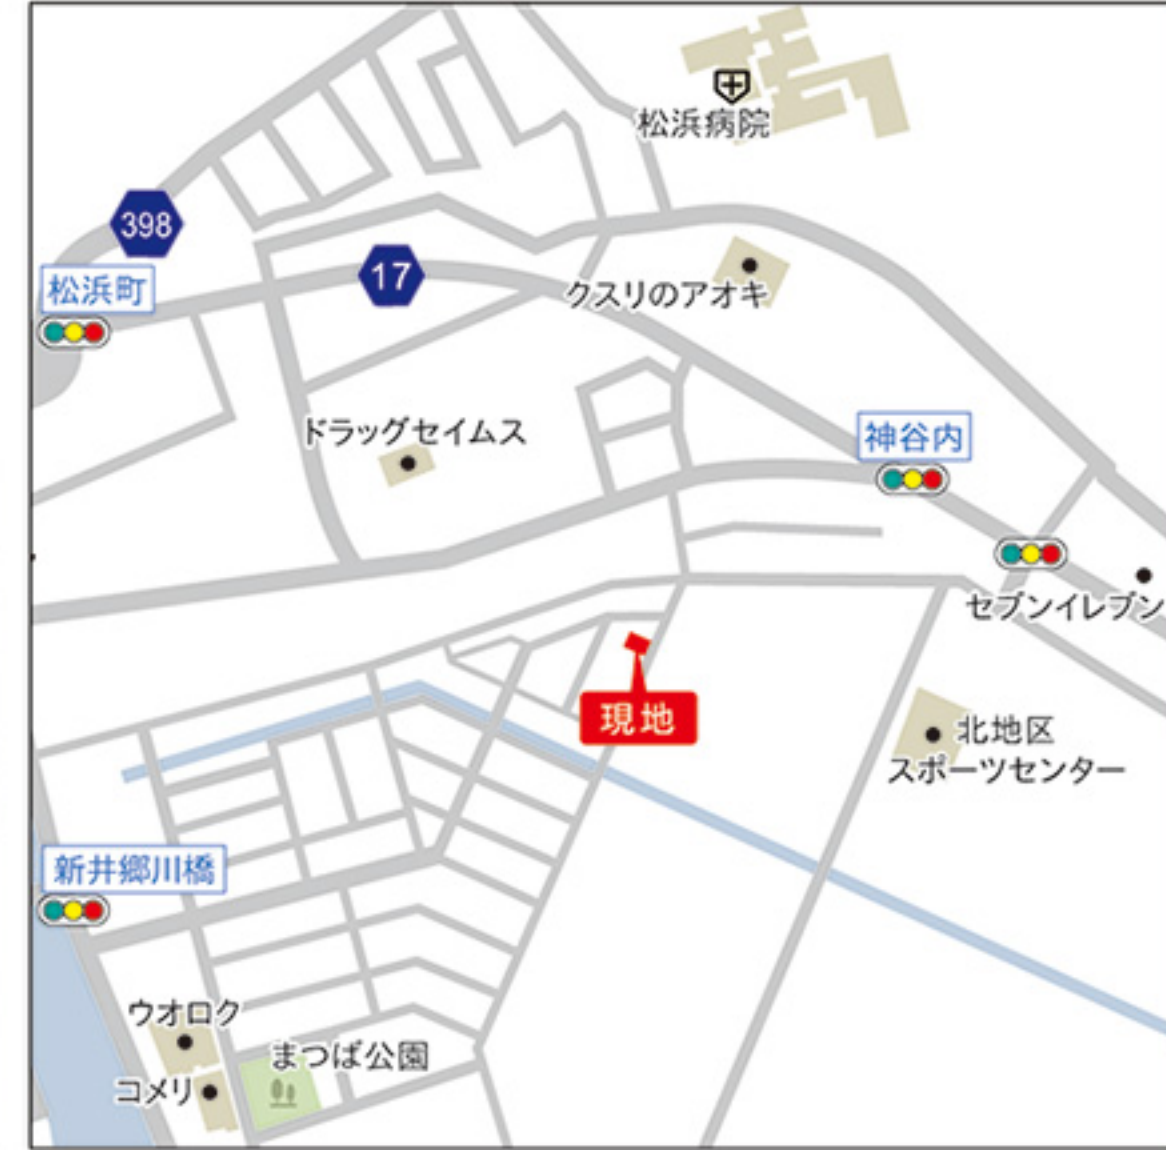 松浜病院
398
松浜町
17
クスリのアオキ
ドラッグセイムス
神谷内
セブンイレブン
現地
北地区
スポーツセンター
新井郷川橋
ウオロク
まつば公園
コメリ